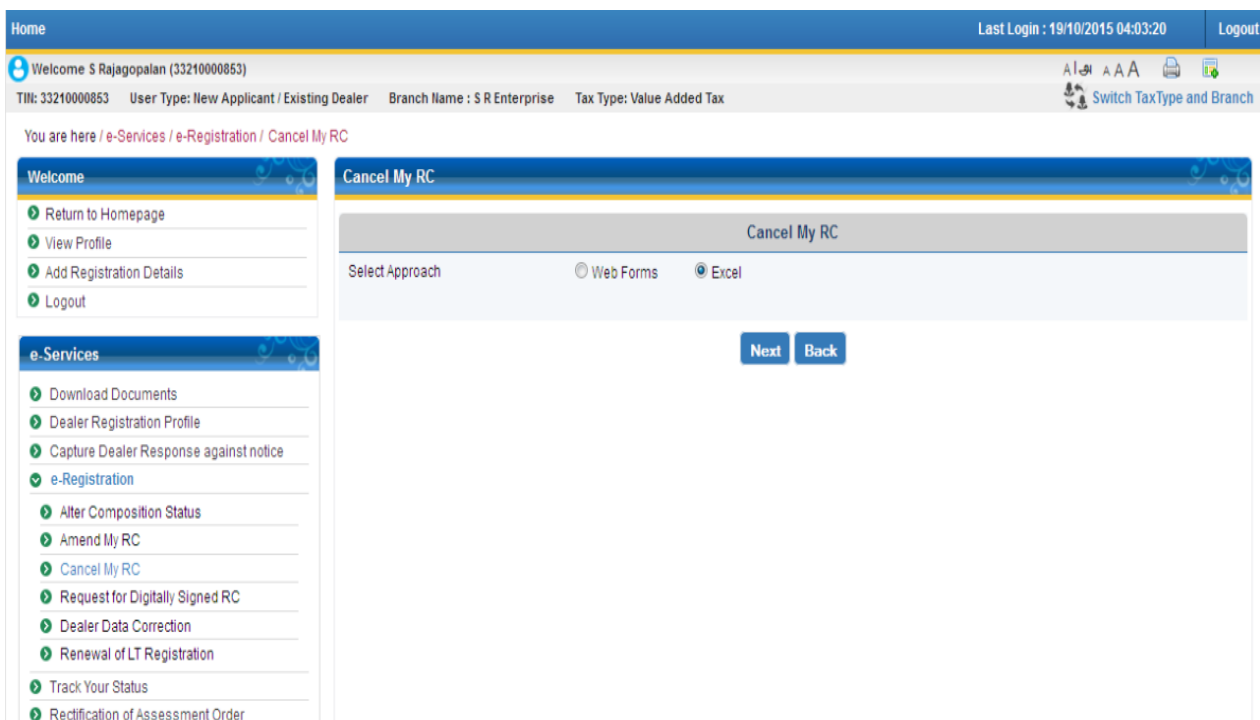 Home Last Login : 19/10/2015 04:03:20 Logout
Welcome S Rajagopalan (33210000853) A|அ A A A
TIN: 33210000853 User Type: New Applicant / Existing Dealer Branch Name : S R Enterprise Tax Type: Value Added Tax Switch TaxType and Branch
You are here / e-Services / e-Registration / Cancel My RC
Welcome
Return to Homepage
View Profile
Add Registration Details
Logout
e-Services
Download Documents
Dealer Registration Profile
Capture Dealer Response against notice
e-Registration
Alter Composition Status
Amend My RC
Cancel My RC
Request for Digitally Signed RC
Dealer Data Correction
Renewal of LT Registration
Track Your Status
Rectification of Assessment Order
Cancel My RC
Cancel My RC
Select Approach Web Forms Excel
Next Back